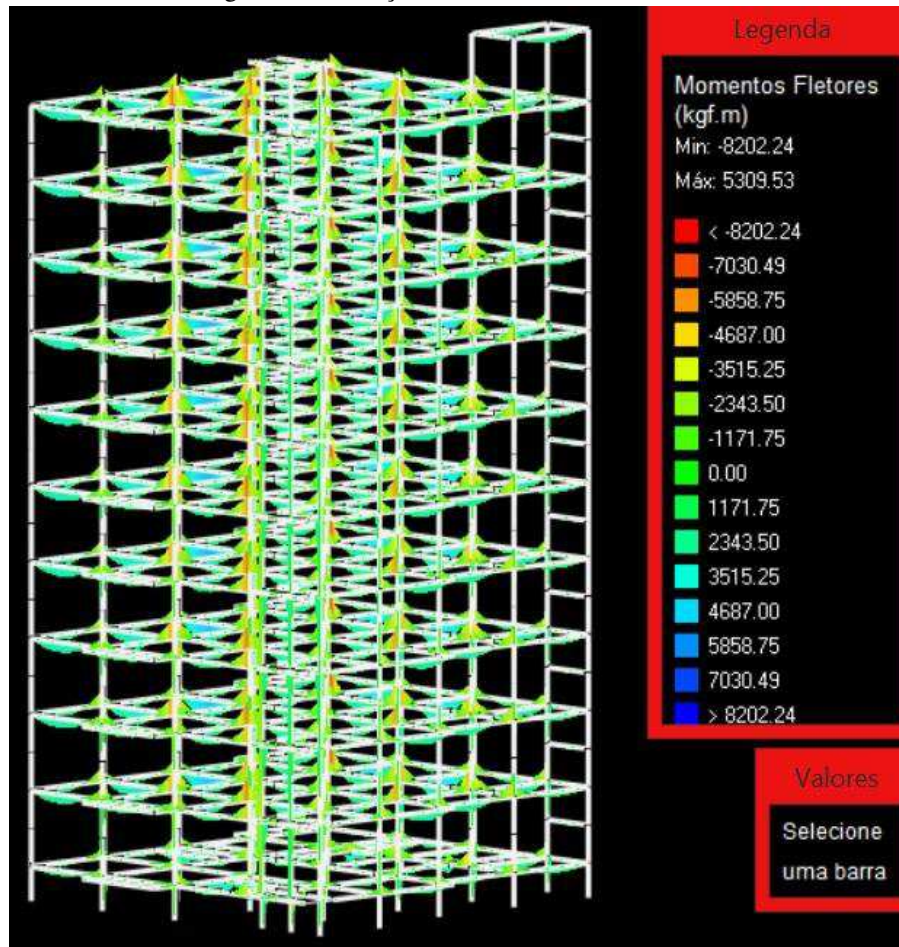 Legenda
Momentos Fletores
(kgf.m)
Min: -8202.24
Máx: 5309.53
< -8202.24
-7030.49
-5858.75
-4687.00
-3515.25
-2343.50
-1171.75
0.00
1171.75
2343.50
3515.25
4687.00
5858.75
7030.49
> 8202.24
Valores
Selecione
uma barra